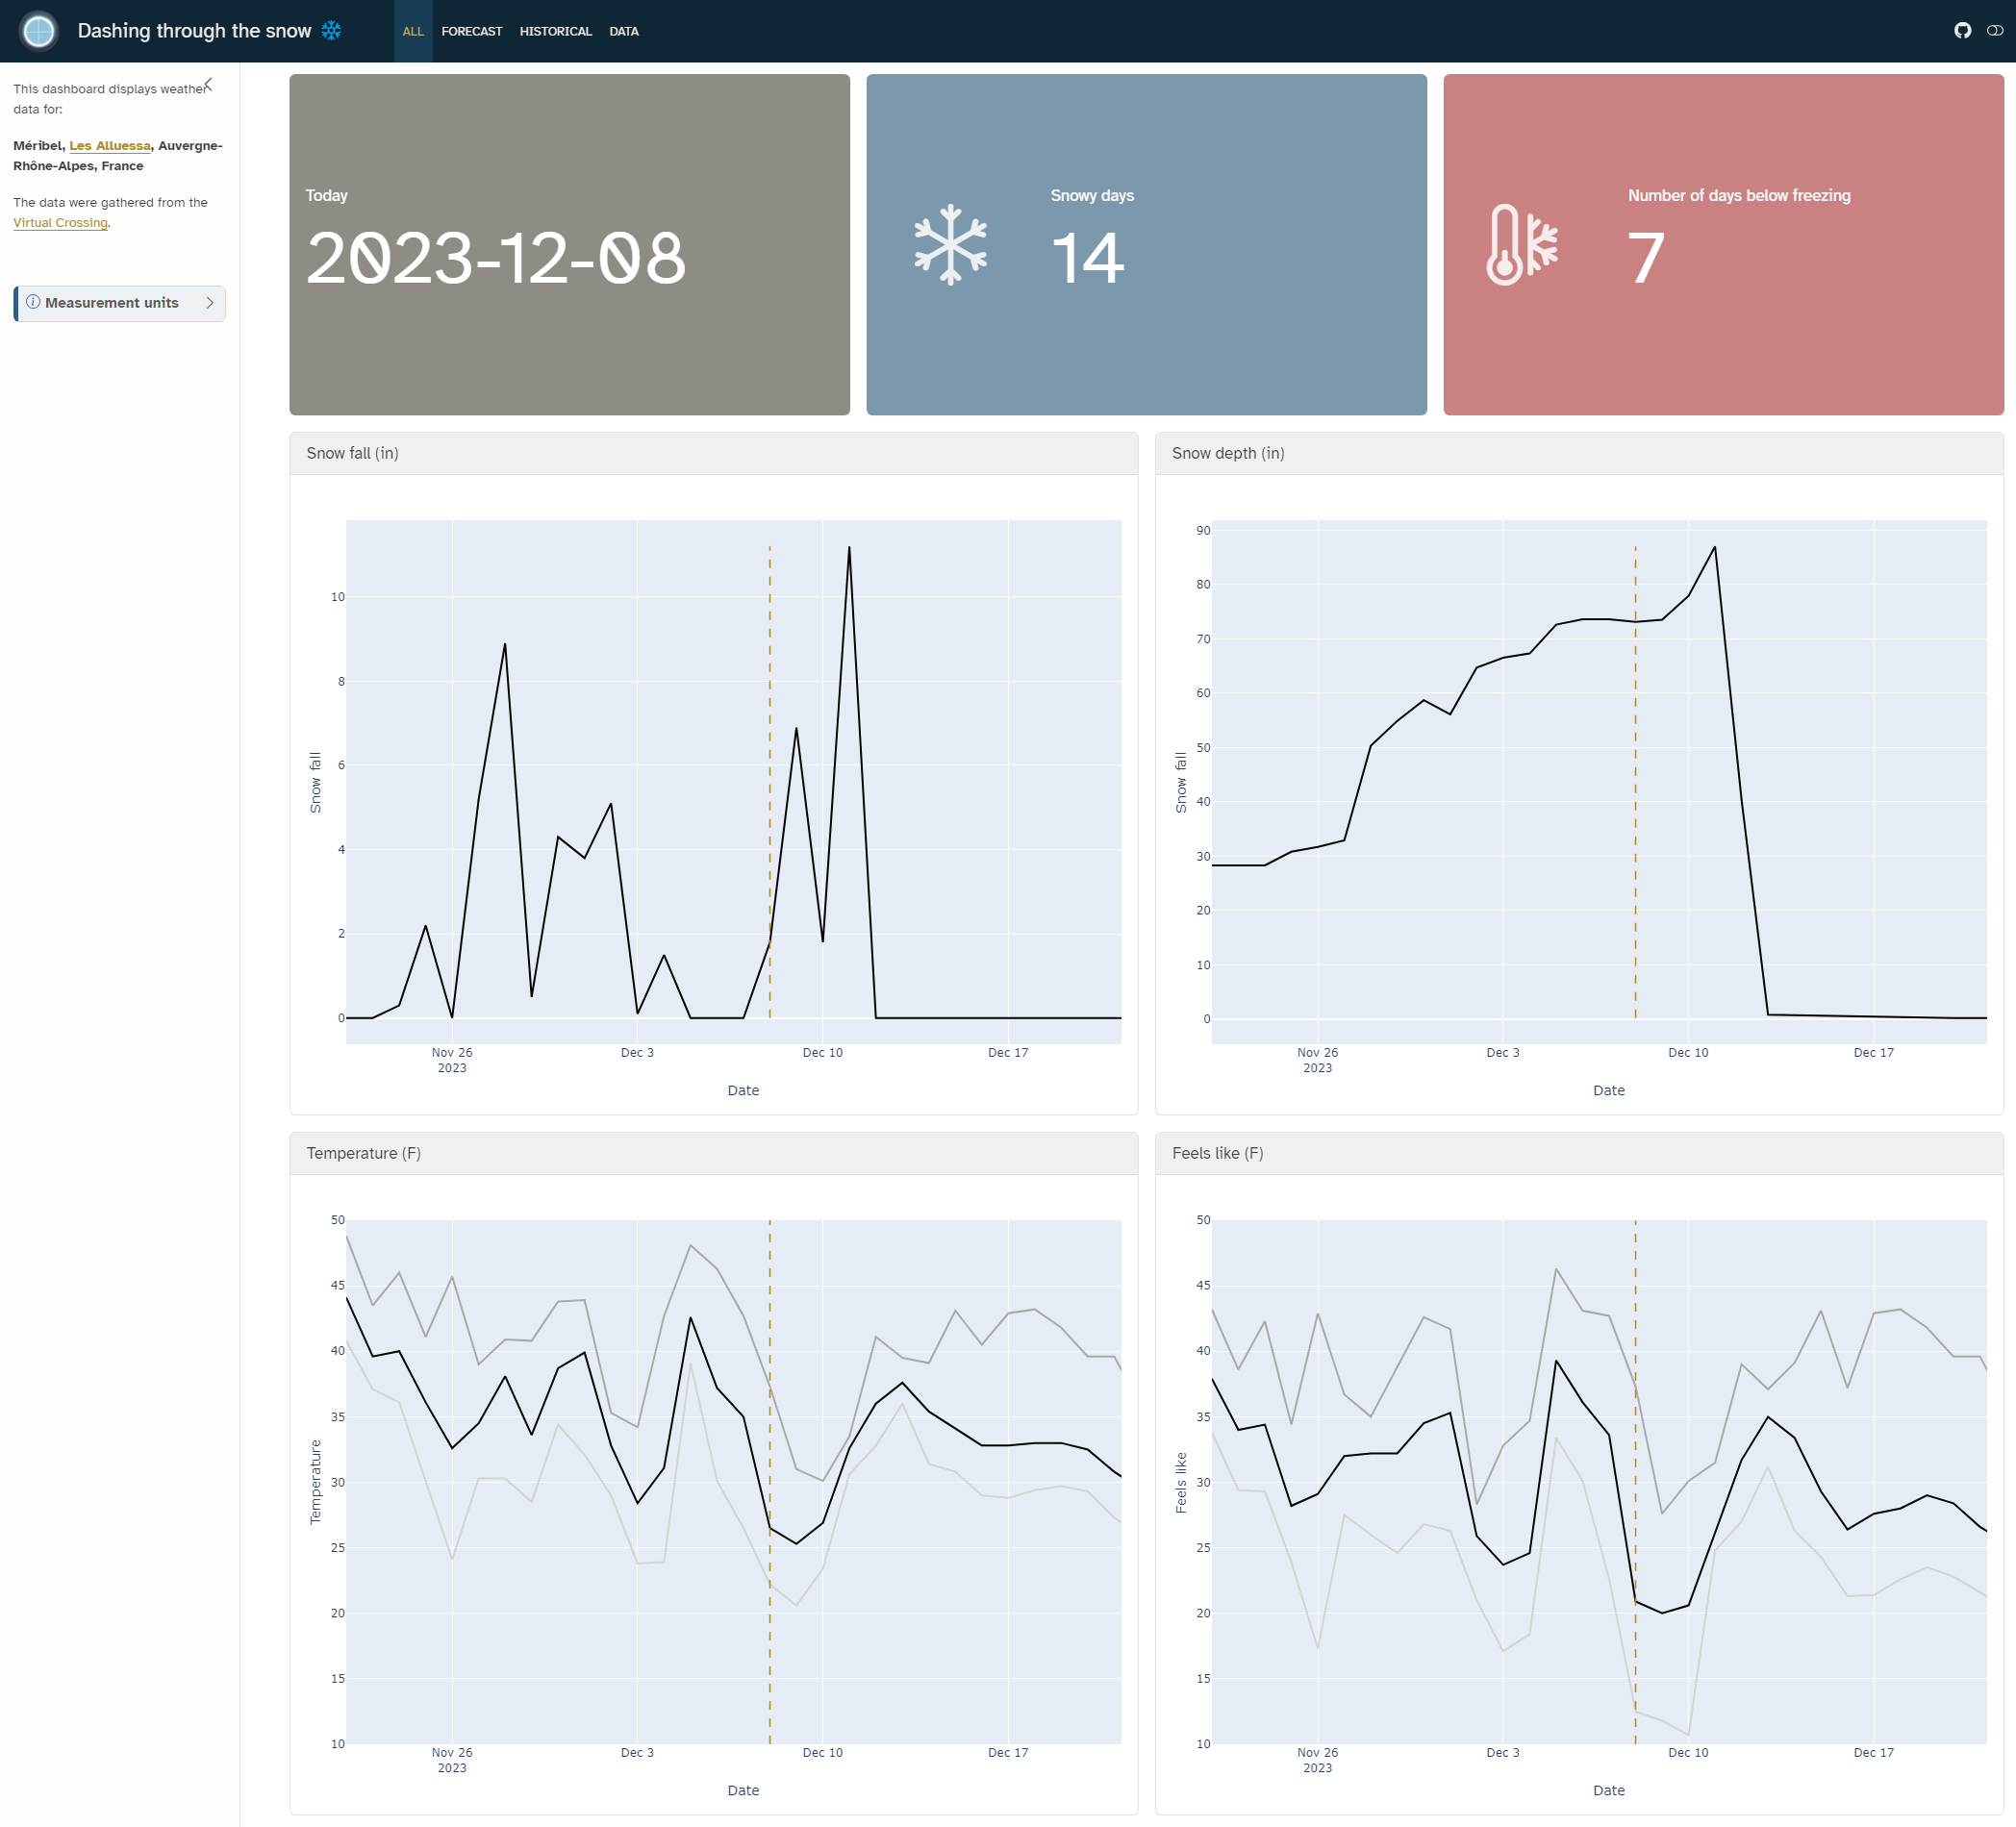 Dashing through the snow
ALL FORECAST HISTORICAL DATA
This dashboard displays weather
data for:
Méribel, Les Alluessa, Auvergne-
Rhône-Alpes, France
The data were gathered from the
Virtual Crossing.
Measurement units
Today
2023-12-08
Snowy days
14
Number of days below freezing
7
Snow fall (in)
10
8
6
4
2
0
Snow fall
Nov 26
2023
Dec 3
Dec 10
Dec 17
Date
Snow depth (in)
90
80
70
60
50
40
30
20
10
0
Snow fall
Nov 26
2023
Dec 3
Dec 10
Dec 17
Date
Temperature (F)
50
45
40
35
30
25
20
15
10
Temperature
Nov 26
2023
Dec 3
Dec 10
Dec 17
Date
Feels like (F)
50
45
40
35
30
25
20
15
10
Feels like
Nov 26
2023
Dec 3
Dec 10
Dec 17
Date